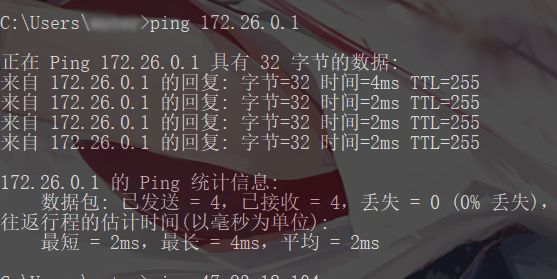 C:\Users\>ping 172.26.0.1
正在 Ping 172.26.0.1 具有 32 字节的数据:
来自 172.26.0.1 的回复: 字节=32 时间=4ms TTL=255
来自 172.26.0.1 的回复: 字节=32 时间=2ms TTL=255
来自 172.26.0.1 的回复: 字节=32 时间=2ms TTL=255
来自 172.26.0.1 的回复: 字节=32 时间=2ms TTL=255
172.26.0.1 的 Ping 统计信息:
数据包: 已发送 = 4，已接收 = 4，丢失 = 0 (0% 丢失)，
往返行程的估计时间(以毫秒为单位):
最短 = 2ms，最长 = 4ms，平均 = 2ms